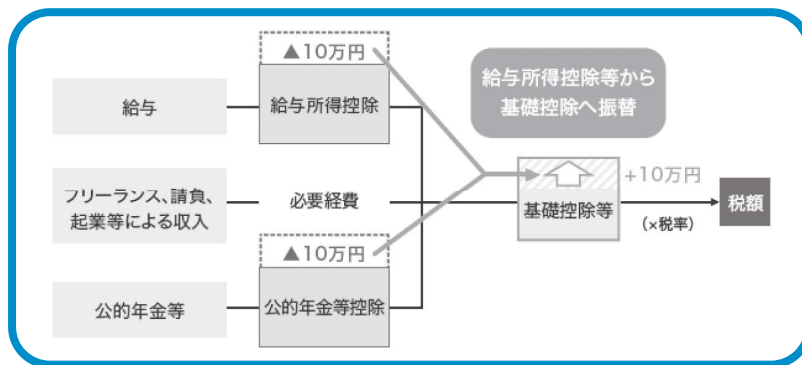 ▲10万円
給与所得控除等から
基礎控除へ振替
給与
給与所得控除
フリーランス、請負、
起業等による収入
必要経費
+10万円
基礎控除等
(×税率)
税額
▲10万円
公的年金等
公的年金等控除